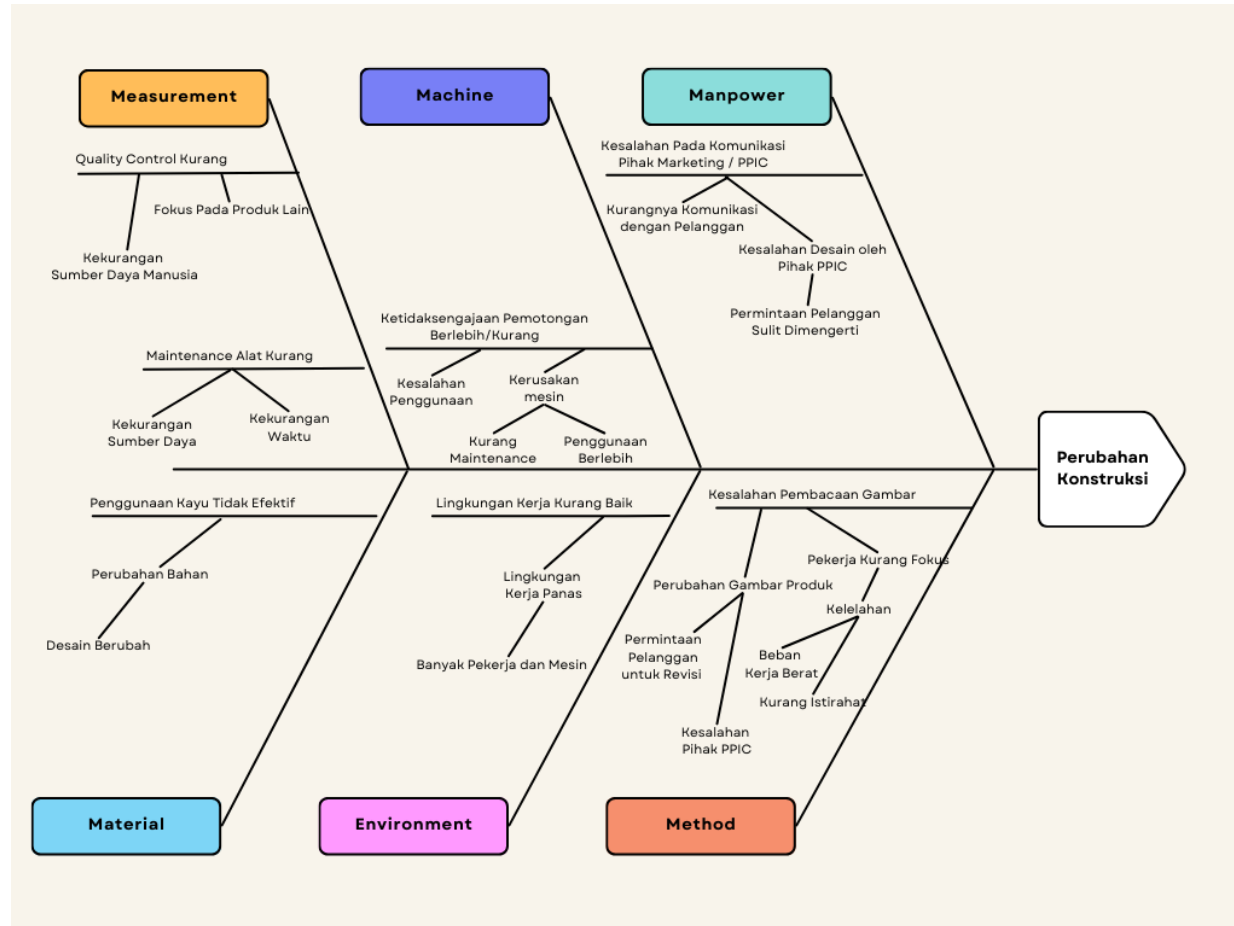 Measurement
Machine
Manpower
Quality Control Kurang
Fokus Pada Produk Lain
Kekurangan
Sumber Daya Manusia
Maintenance Alat Kurang
Kekurangan
Sumber Daya
Kekurangan
Waktu
Ketidaksengajaan Pemotongan
Berlebih/Kurang
Kesalahan
Penggunaan
Kerusakan
mesin
Kurang
Maintenance
Penggunaan
Berlebih
Kesalahan Pada Komunikasi
Pihak Marketing / PPIC
Kurangnya Komunikasi
dengan Pelanggan
Kesalahan Desain oleh
Pihak PPIC
Permintaan Pelanggan
Sulit Dimengerti
Perubahan
Konstruksi
Penggunaan Kayu Tidak Efektif
Perubahan Bahan
Desain Berubah
Lingkungan Kerja Kurang Baik
Lingkungan
Kerja Panas
Banyak Pekerja dan Mesin
Kesalahan Pembacaan Gambar
Pekerja Kurang Fokus
Perubahan Gambar Produk
Kelelahan
Permintaan
Pelanggan
untuk Revisi
Beban
Kerja Berat
Kurang Istirahat
Kesalahan
Pihak PPIC
Material
Environment
Method